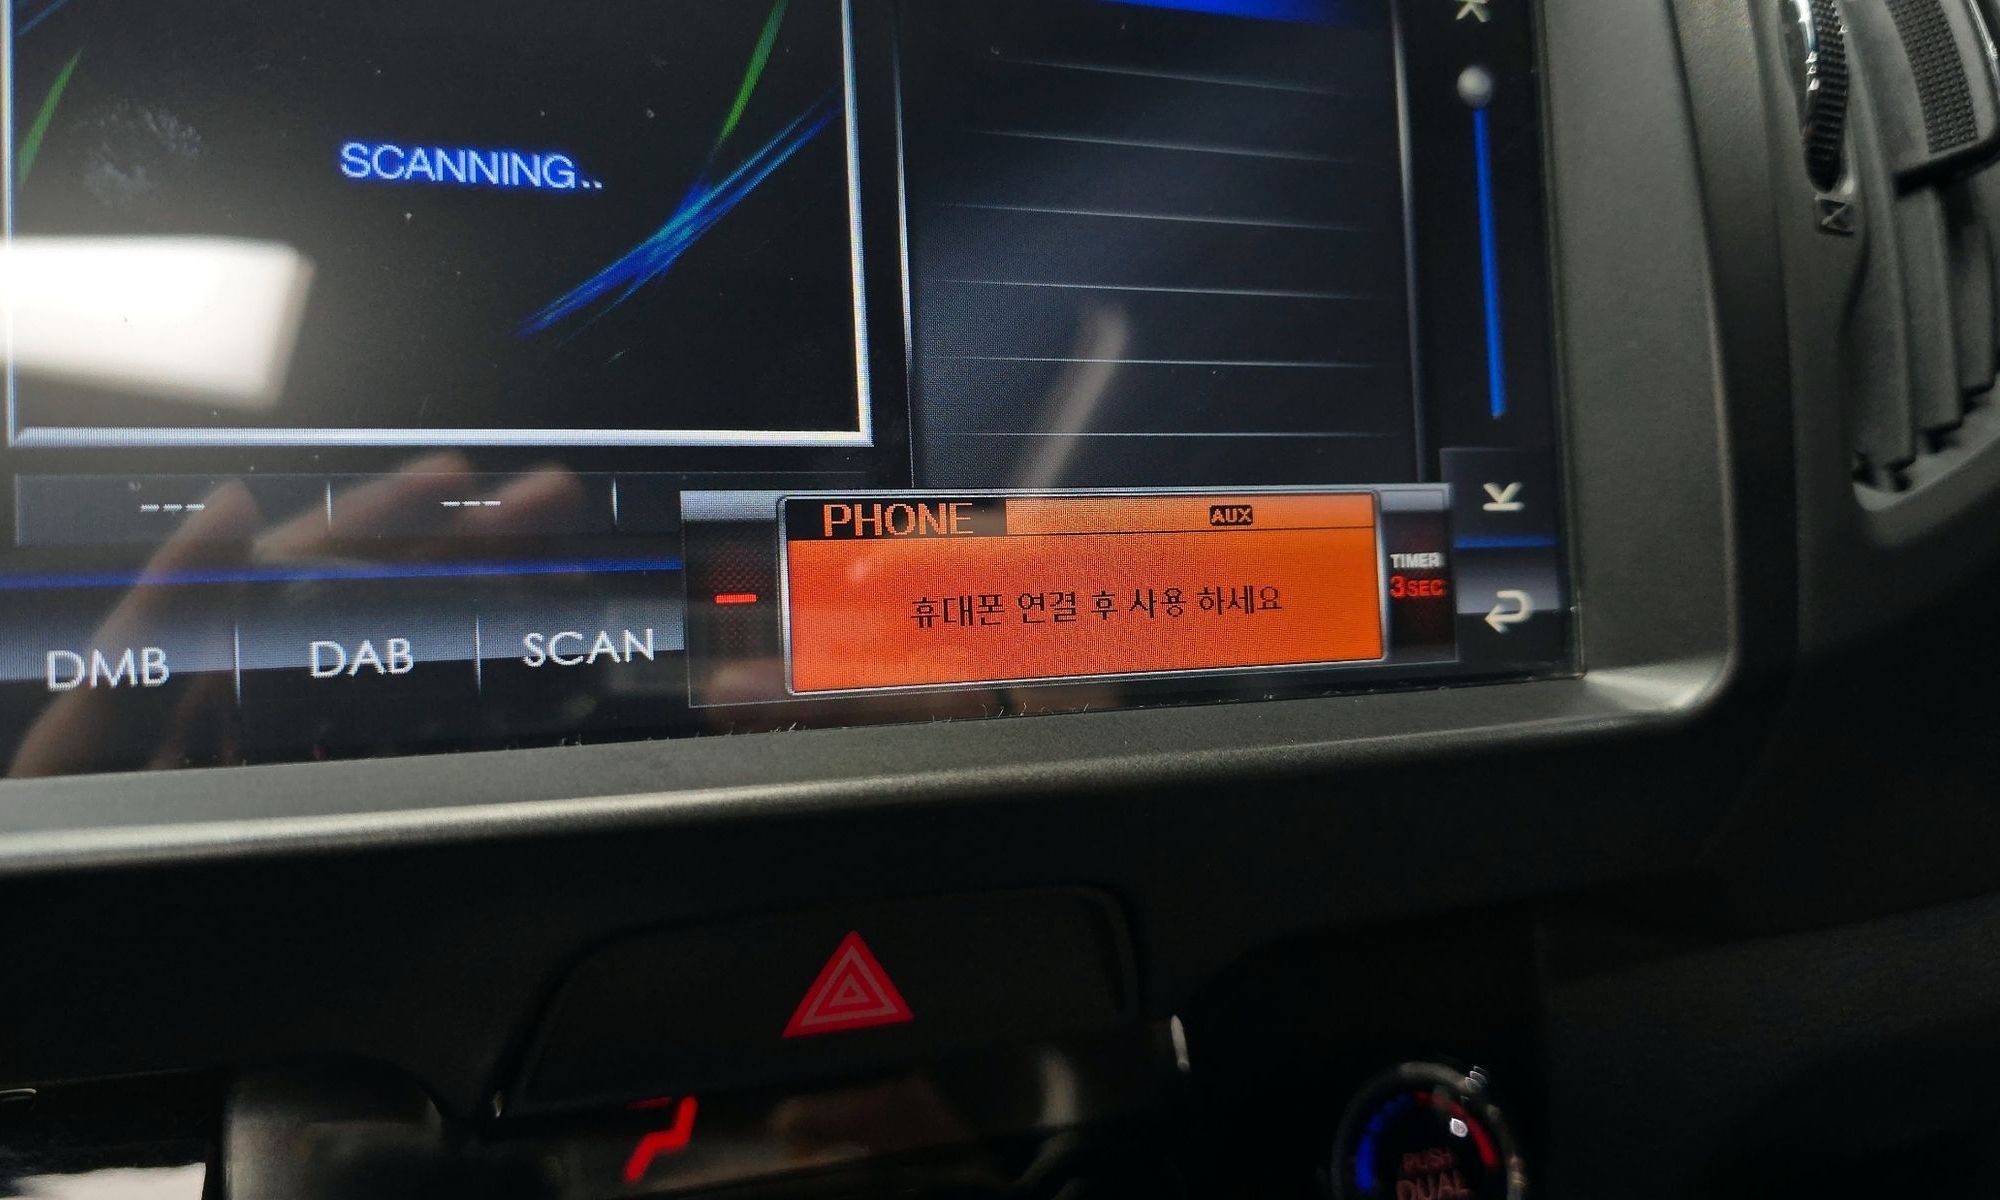 SCANNING..
--- ---
PHONE AUX
휴대폰 연결 후 사용 하세요
TIMER
3SEC
DMB DAB SCAN
PUSH
DUAL